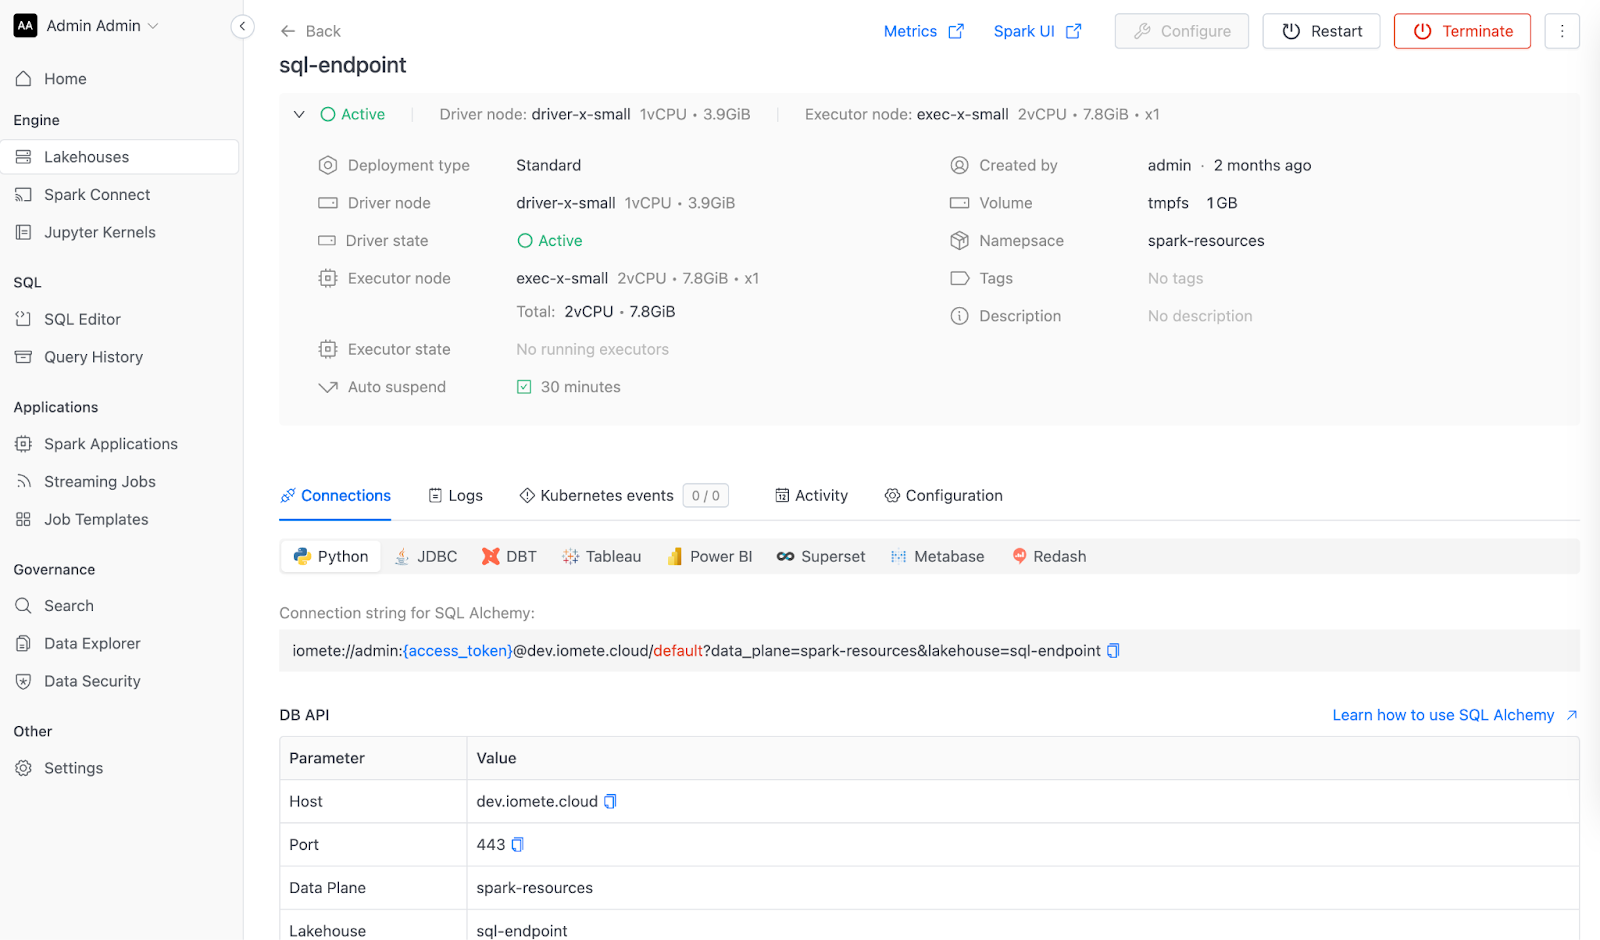 AA Admin Admin
Home
Engine
Lakehouses
Spark Connect
Jupyter Kernels
SQL
SQL Editor
Query History
Applications
Spark Applications
Streaming Jobs
Job Templates
Governance
Search
Data Explorer
Data Security
Other
Settings
Back
Metrics
Spark UI
Configure
Restart
Terminate
sql-endpoint
Active Driver node: driver-x-small 1vCPU • 3.9GiB Executor node: exec-x-small 2vCPU • 7.8GiB • x1
Deployment type Standard
Driver node driver-x-small 1vCPU • 3.9GiB
Driver state Active
Executor node exec-x-small 2vCPU • 7.8GiB • x1
Total: 2vCPU • 7.8GiB
Executor state No running executors
Auto suspend 30 minutes
Created by admin · 2 months ago
Volume tmpfs 1GB
Namepsace spark-resources
Tags No tags
Description No description
Connections Logs Kubernetes events 0 / 0 Activity Configuration
Python JDBC DBT Tableau Power BI Superset Metabase Redash
Connection string for SQL Alchemy:
iomete://admin:{access_token}@dev.iomete.cloud/default?data_plane=spark-resources&lakehouse=sql-endpoint
DB API Learn how to use SQL Alchemy
Parameter Value
Host dev.iomete.cloud
Port 443
Data Plane spark-resources
Lakehouse sql-endpoint